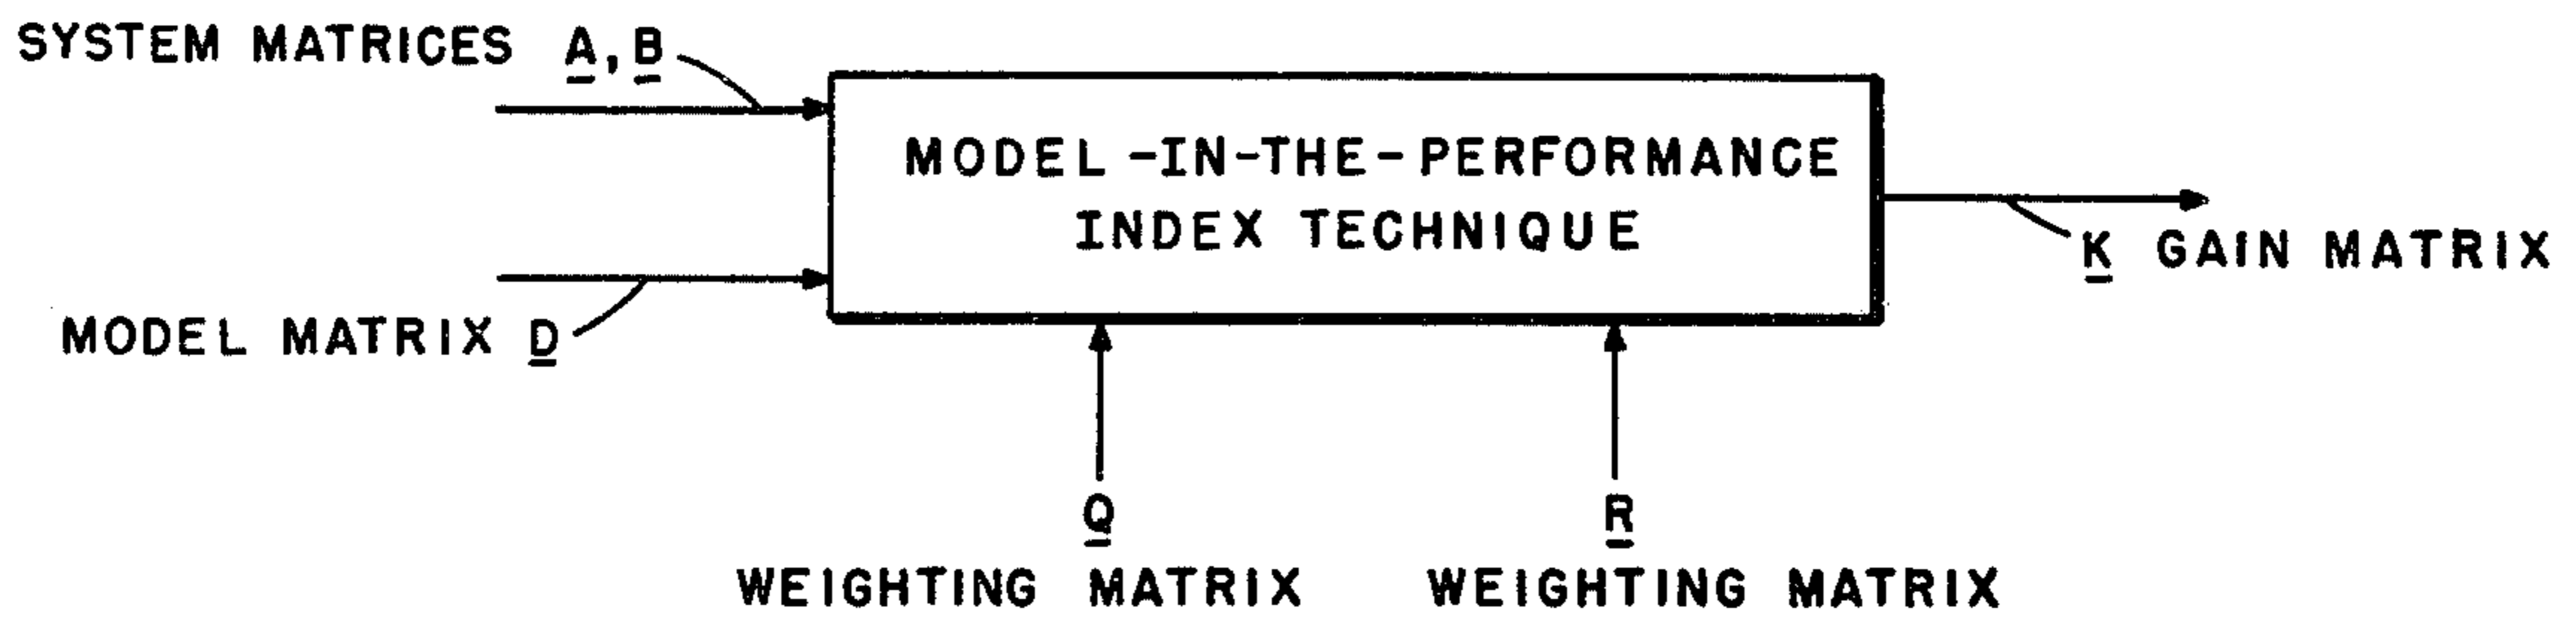 SYSTEM MATRICES A, B
MODEL-IN-THE-PERFORMANCE
INDEX TECHNIQUE
K GAIN MATRIX
MODEL MATRIX D
Q
WEIGHTING MATRIX
R
WEIGHTING MATRIX